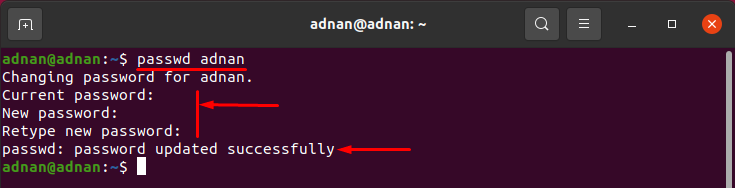 adnan@adnan: ~
adnan@adnan:~$ passwd adnan
Changing password for adnan.
Current password:
New password:
Retype new password:
passwd: password updated successfully
adnan@adnan:~$